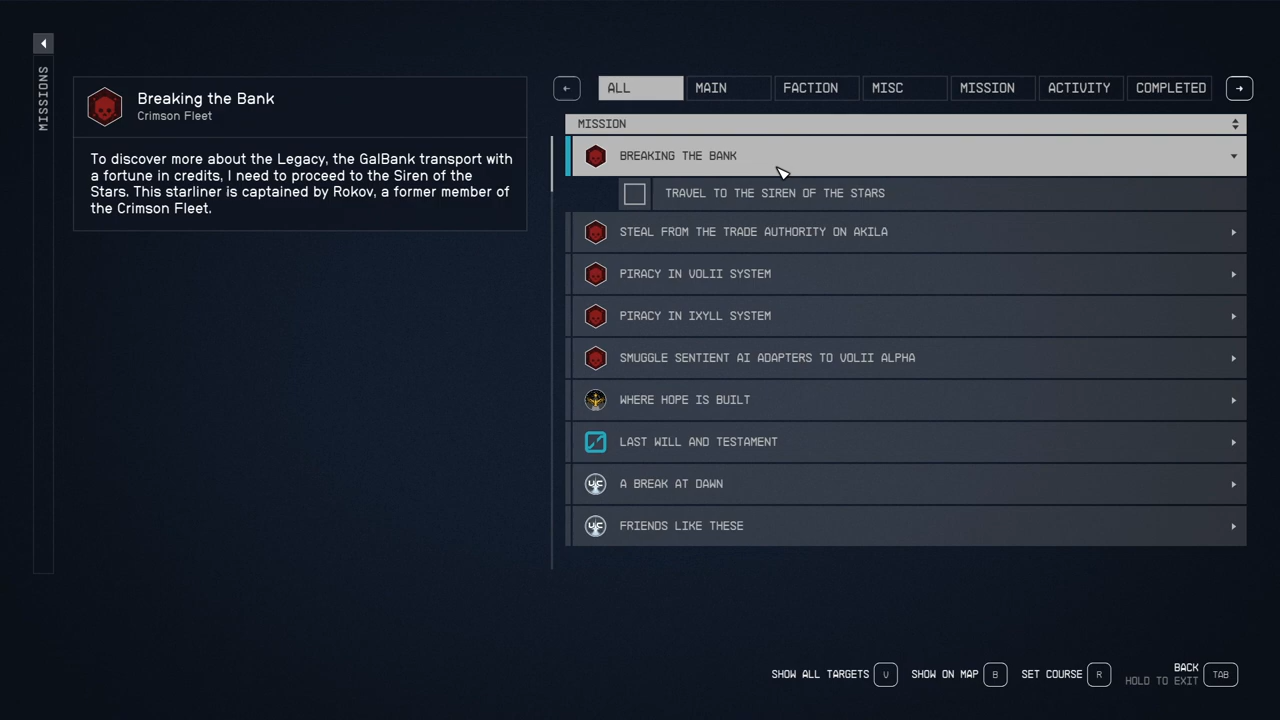 MISSIONS
Breaking the Bank
Crimson Fleet
To discover more about the Legacy, the GalBank transport with
a fortune in credits, I need to proceed to the Siren of the
Stars. This starliner is captained by Rokov, a former member of
the Crimson Fleet.
ALL MAIN FACTION MISC MISSION ACTIVITY COMPLETED
MISSION
BREAKING THE BANK
TRAVEL TO THE SIREN OF THE STARS
STEAL FROM THE TRADE AUTHORITY ON AKILA
PIRACY IN VOLII SYSTEM
PIRACY IN IXYLL SYSTEM
SMUGGLE SENTIENT AI ADAPTERS TO VOLII ALPHA
WHERE HOPE IS BUILT
LAST WILL AND TESTAMENT
UC A BREAK AT DAWN
UC FRIENDS LIKE THESE
SHOW ALL TARGETS V SHOW ON MAP B SET COURSE R BACK TAB
HOLD TO EXIT